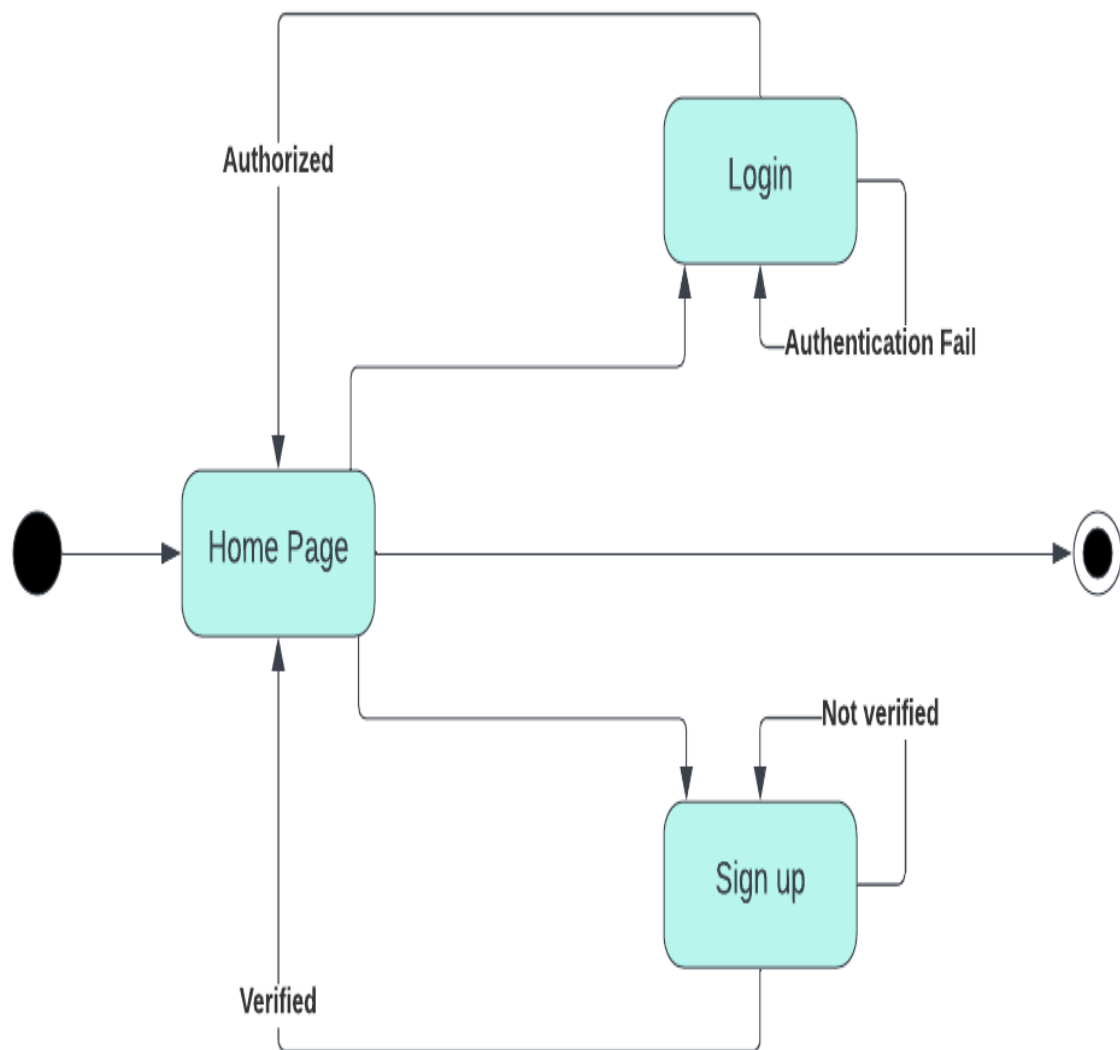 Authorized
Login
Authentication Fail
Home Page
Not verified
Sign up
Verified